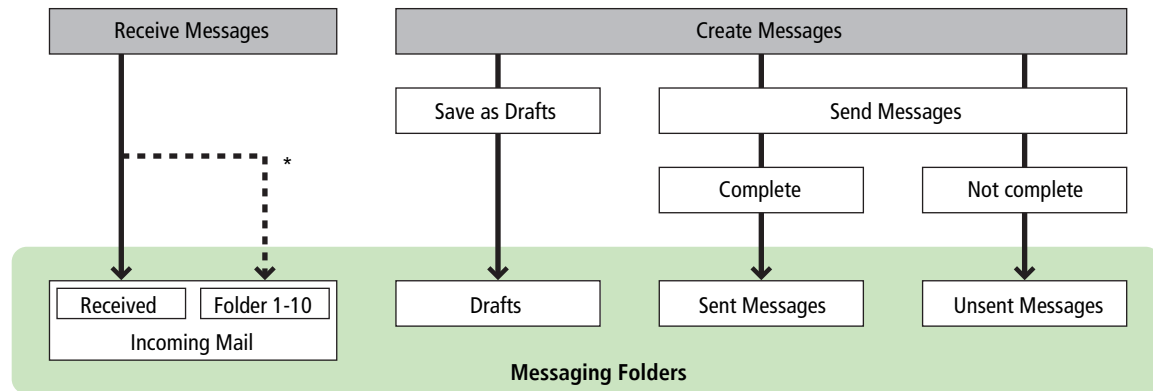 Receive Messages
Create Messages
Save as Drafts
Send Messages
*
Complete
Not complete
Received
Folder 1-10
Incoming Mail
Drafts
Sent Messages
Unsent Messages
Messaging Folders